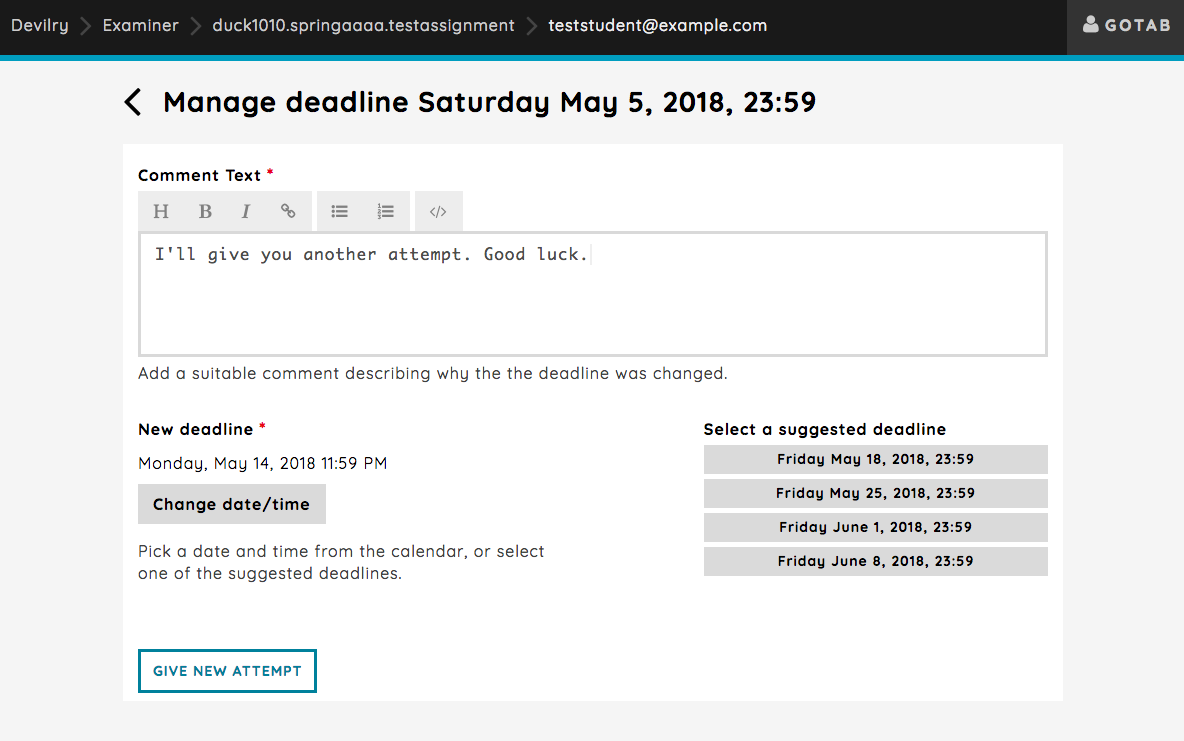 Devilry Examiner duck1010.springaaaa.testassignment teststudent@example.com GOTAB
Manage deadline Saturday May 5, 2018, 23:59
Comment Text *
H B I </>
I'll give you another attempt. Good luck.
Add a suitable comment describing why the the deadline was changed.
New deadline *
Monday, May 14, 2018 11:59 PM
Change date/time
Pick a date and time from the calendar, or select
one of the suggested deadlines.
Select a suggested deadline
Friday May 18, 2018, 23:59
Friday May 25, 2018, 23:59
Friday June 1, 2018, 23:59
Friday June 8, 2018, 23:59
GIVE NEW ATTEMPT